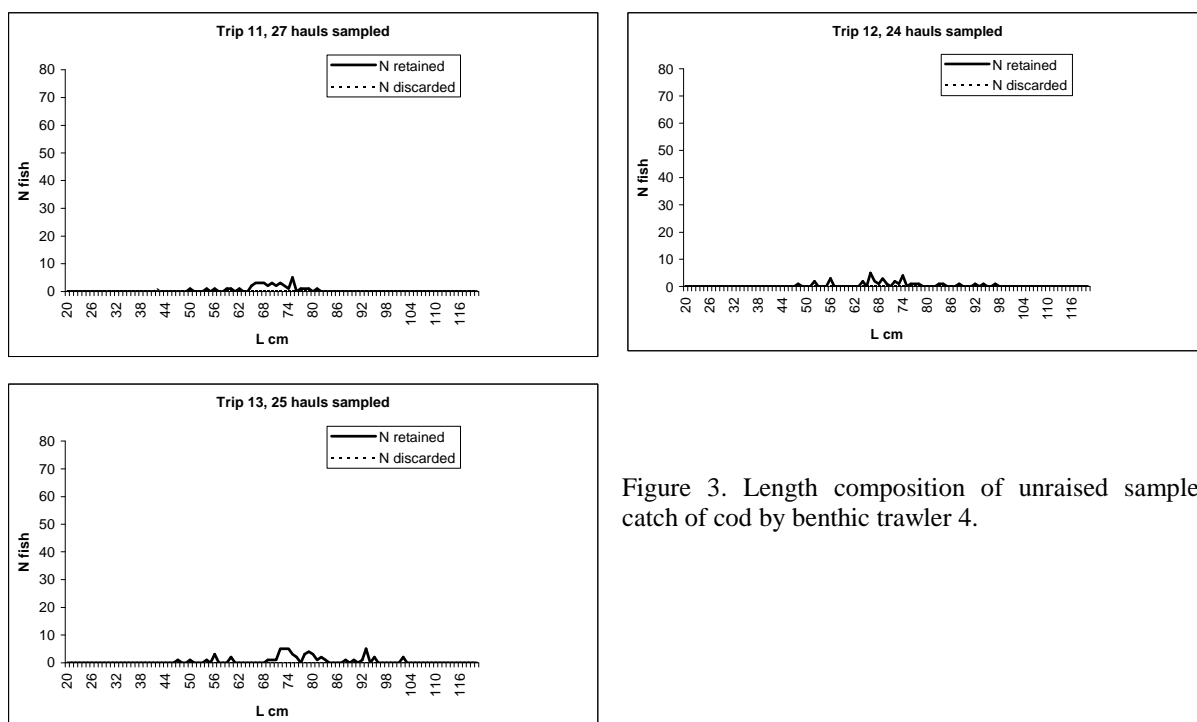 Trip 11, 27 hauls sampled
N retained
N discarded
80
70
60
50
40
30
20
10
0
N fish
20 26 32 38 44 50 56 62 68 74 80 86 92 98 104 110 116
L cm
Trip 12, 24 hauls sampled
N retained
N discarded
80
70
60
50
40
30
20
10
0
N fish
20 26 32 38 44 50 56 62 68 74 80 86 92 98 104 110 116
L cm
Trip 13, 25 hauls sampled
N retained
N discarded
80
70
60
50
40
30
20
10
0
N fish
20 26 32 38 44 50 56 62 68 74 80 86 92 98 104 110 116
L cm
Figure 3. Length composition of unraised sample
catch of cod by benthic trawler 4.